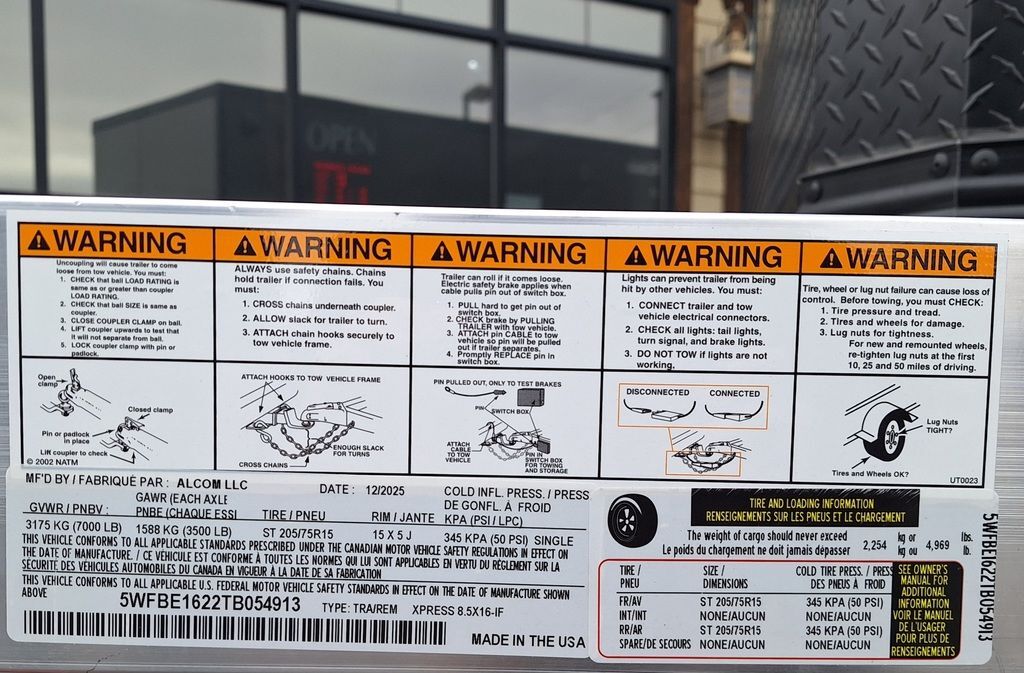 OPEN
WARNING
Uncoupling will cause trailer to come
loose from tow vehicle. You must:
1. CHECK that ball LOAD RATING is
same as or greater than coupler
LOAD RATING.
2. CHECK that ball SIZE is same as
coupler.
3. CLOSE COUPLER CLAMP on ball.
4. LIFT coupler upwards to test that
it will not separate from ball.
5. LOCK coupler clamp with pin or
padlock.
Open
clamp
Closed clamp
Pin or padlock
in place
Lift coupler to check
© 2002 NATM
WARNING
ALWAYS use safety chains. Chains
hold trailer if connection fails. You
must:
1. CROSS chains underneath coupler.
2. ALLOW slack for trailer to turn.
3. ATTACH chain hooks securely to
tow vehicle frame.
ATTACH HOOKS TO TOW VEHICLE FRAME
ENOUGH SLACK
FOR TURNS
CROSS CHAINS
WARNING
Trailer can roll if it comes loose.
Electric safety brake applies when
cable pulls pin out of switch box.
1. PULL hard to get pin out of
switch box.
2. CHECK brake by PULLING
TRAILER with tow vehicle.
3. ATTACH pin CABLE to tow
vehicle so pin will be pulled
out if trailer separates.
4. Promptly REPLACE pin in
switch box.
PIN PULLED OUT, ONLY TO TEST BRAKES
PIN
SWITCH BOX
ATTACH
CABLE
TO TOW
VEHICLE
PIN IN
SWITCH BOX
FOR TOWING
AND STORAGE
WARNING
Lights can prevent trailer from being
hit by other vehicles. You must:
1. CONNECT trailer and tow
vehicle electrical connectors.
2. CHECK all lights: tail lights,
turn signal, and brake lights.
3. DO NOT TOW if lights are not
working.
DISCONNECTED CONNECTED
WARNING
Tire, wheel or lug nut failure can cause loss of
control. Before towing, you must CHECK:
1. Tire pressure and tread.
2. Tires and wheels for damage.
3. Lug nuts for tightness.
For new and remounted wheels,
re-tighten lug nuts at the first
10, 25 and 50 miles of driving.
Lug Nuts
TIGHT?
Tires and Wheels OK?
UT0023
MF'D BY / FABRIQUÉ PAR : ALCOM LLC DATE : 12/2025
GVWR / PNBV : GAWR (EACH AXLE
PNBE (CHAQUE ESSI TIRE / PNEU RIM / JANTE COLD INFL. PRESS. / PRESS
DE GONFL. À FROID
KPA (PSI / LPC)
3175 KG (7000 LB) 1588 KG (3500 LB) ST 205/75R15 15 X 5 J 345 KPA (50 PSI) SINGLE
THIS VEHICLE CONFORMS TO ALL APPLICABLE STANDARDS PRESCRIBED UNDER THE CANADIAN MOTOR VEHICLE SAFETY REGULATIONS IN EFFECT ON
THE DATE OF MANUFACTURE. / CE VÉHICULE EST CONFORME À TOUTES LES NORMES QUI LUI SONT APPLICABLES EN VERTU DU RÈGLEMENT SUR LA
SÉCURITÉ DES VÉHICULES AUTOMOBILES DU CANADA EN VIGUEUR À LA DATE DE SA FABRICATION
THIS VEHICLE CONFORMS TO ALL APPLICABLE U.S. FEDERAL MOTOR VEHICLE SAFETY STANDARDS IN EFFECT ON THE DATE OF MANUFACTURE SHOWN
ABOVE
5WFBE1622TB054913 TYPE: TRA/REM XPRESS 8.5X16-IF
MADE IN THE USA
TIRE AND LOADING INFORMATION
RENSEIGNEMENTS SUR LES PNEUS ET LE CHARGEMENT
The weight of cargo should never exceed
Le poids du chargement ne doit jamais dépasser 2,254 kg or
kg ou 4,969 lbs.
lb.
TIRE / SIZE / COLD TIRE PRESS. / PRES
PNEU DIMENSIONS DES PNEUS À FROID
FR/AV ST 205/75R15 345 KPA (50 PSI)
INT/INT NONE/AUCUN NONE/AUCUN
RR/AR ST 205/75R15 345 KPA (50 PSI)
SPARE/DE SECOURS NONE/AUCUN NONE/AUCUN
SEE OWNER'S
MANUAL FOR
ADDITIONAL
INFORMATION
VOIR LE MANUEL
DE L'USAGER
POUR PLUS DE
RENSEIGNEMENTS
5WFBE1622TB054913